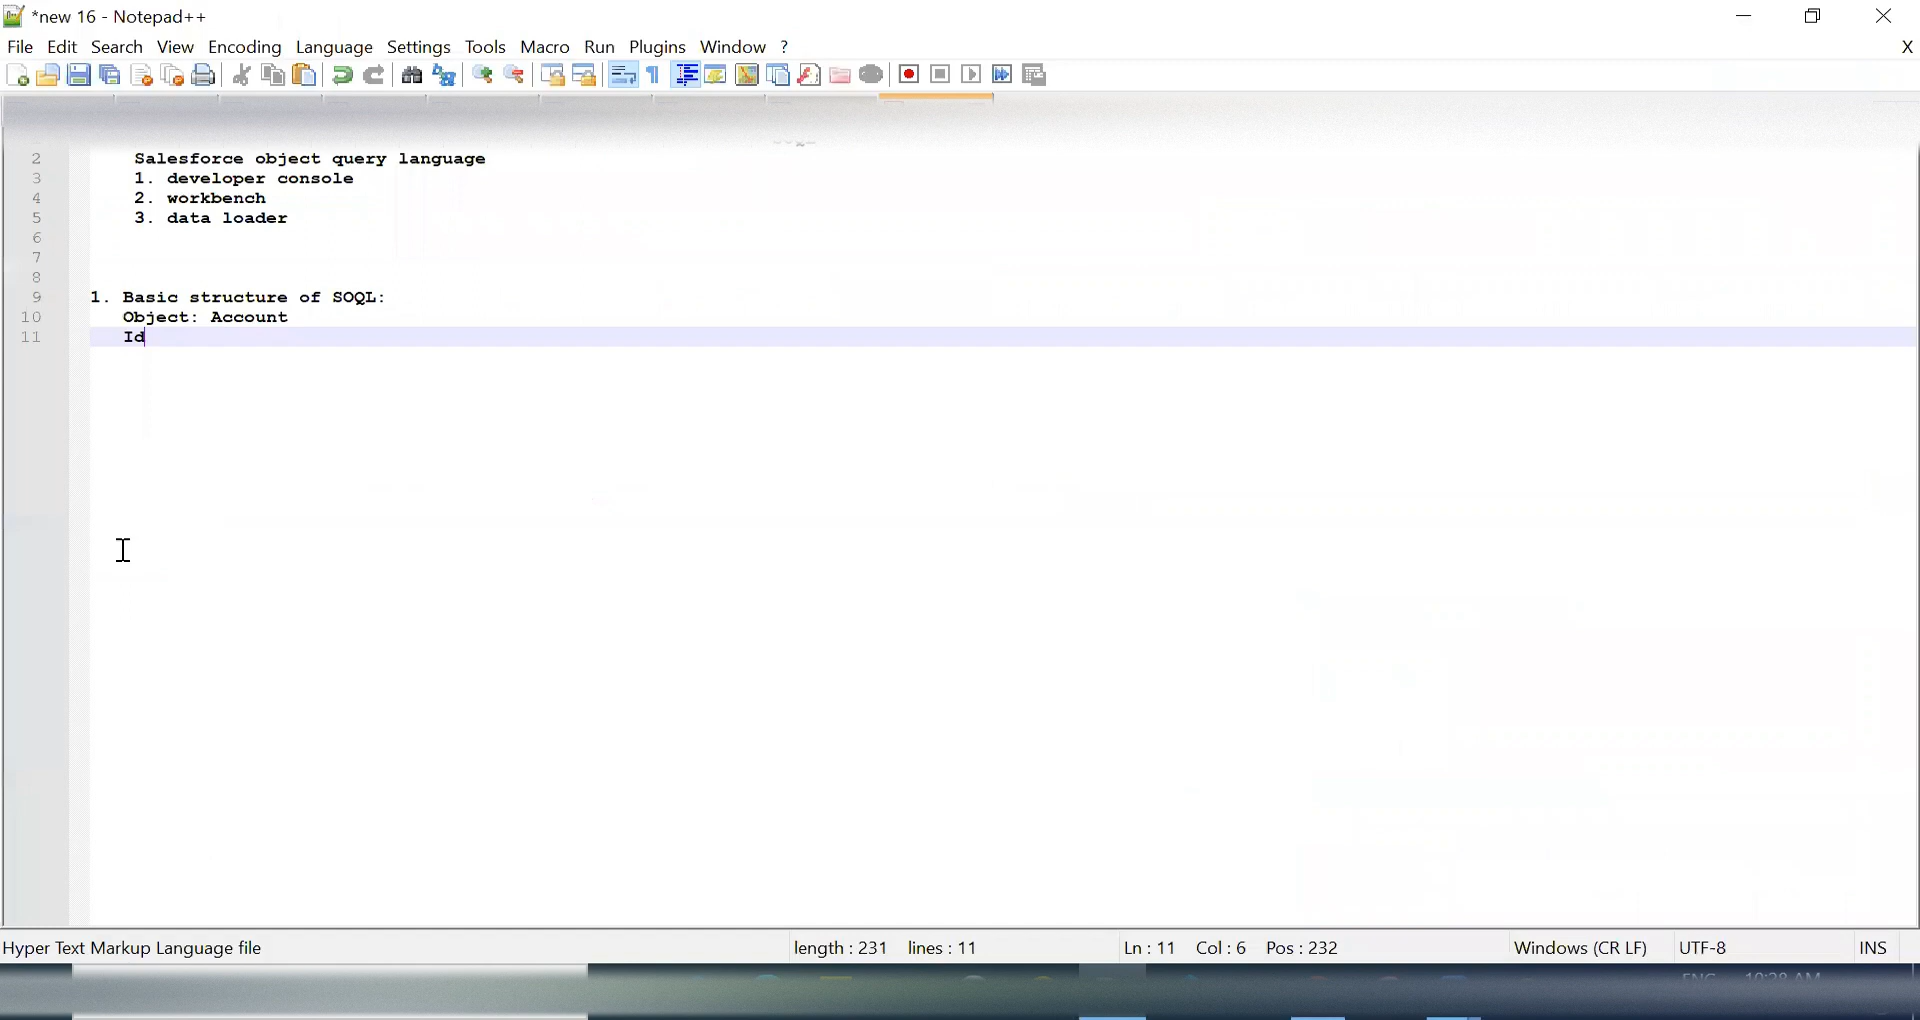 *new 16 - Notepad++
File Edit Search View Encoding Language Settings Tools Macro Run Plugins Window ?
X
2 Salesforce object query language
3 1. developer console
4 2. workbench
5 3. data loader
6
7
8
9 1. Basic structure of SOQL:
10 Object: Account
11 Id
Hyper Text Markup Language file length : 231 lines : 11 Ln : 11 Col : 6 Pos : 232 Windows (CR LF) UTF-8 INS